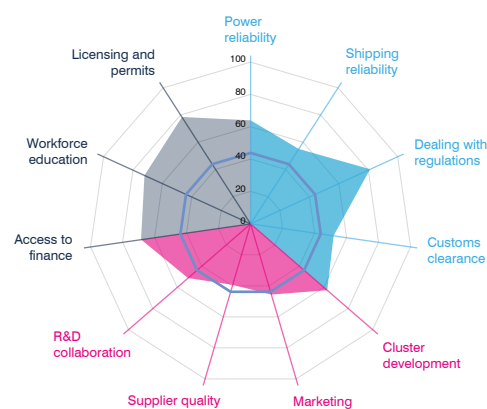 Power
reliability
Licensing and
permits
Shipping
reliability
100
80
60
40
20
0
Workforce
education
Dealing with
regulations
Access to
finance
Customs
clearance
R&D
collaboration
Cluster
development
Supplier quality
Marketing